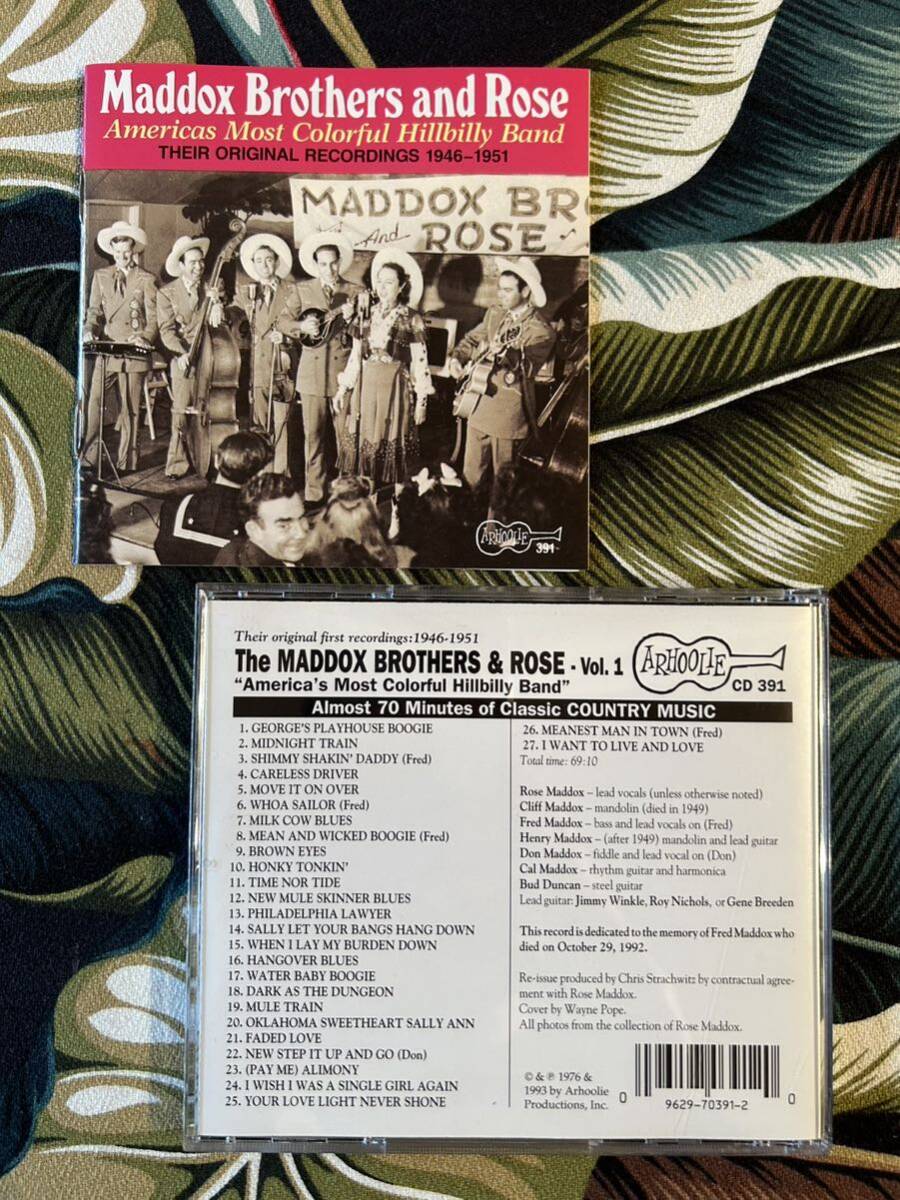 Maddox Brothers and Rose
Americas Most Colorful Hillbilly Band
THEIR ORIGINAL RECORDINGS 1946–1951
MADDOX BRO
And ROSE
ARHOOLIE
391
Their original first recordings:1946-1951
The MADDOX BROTHERS & ROSE - Vol. 1
"America's Most Colorful Hillbilly Band"
ARHOOLIE
CD 391
Almost 70 Minutes of Classic COUNTRY MUSIC
1. GEORGE'S PLAYHOUSE BOOGIE
2. MIDNIGHT TRAIN
3. SHIMMY SHAKIN' DADDY (Fred)
4. CARELESS DRIVER
5. MOVE IT ON OVER
6. WHOA SAILOR (Fred)
7. MILK COW BLUES
8. MEAN AND WICKED BOOGIE (Fred)
9. BROWN EYES
10. HONKY TONKIN'
11. TIME NOR TIDE
12. NEW MULE SKINNER BLUES
13. PHILADELPHIA LAWYER
14. SALLY LET YOUR BANGS HANG DOWN
15. WHEN I LAY MY BURDEN DOWN
16. HANGOVER BLUES
17. WATER BABY BOOGIE
18. DARK AS THE DUNGEON
19. MULE TRAIN
20. OKLAHOMA SWEETHEART SALLY ANN
21. FADED LOVE
22. NEW STEP IT UP AND GO (Don)
23. (PAY ME) ALIMONY
24. I WISH I WAS A SINGLE GIRL AGAIN
25. YOUR LOVE LIGHT NEVER SHONE
26. MEANEST MAN IN TOWN (Fred)
27. I WANT TO LIVE AND LOVE
Total time: 69:10
Rose Maddox – lead vocals (unless otherwise noted)
Cliff Maddox – mandolin (died in 1949)
Fred Maddox – bass and lead vocals on (Fred)
Henry Maddox – (after 1949) mandolin and lead guitar
Don Maddox – fiddle and lead vocal on (Don)
Cal Maddox – rhythm guitar and harmonica
Bud Duncan – steel guitar
Lead guitar: Jimmy Winkle, Roy Nichols, or Gene Breeden
This record is dedicated to the memory of Fred Maddox who
died on October 29, 1992.
Re-issue produced by Chris Strachwitz by contractual agree-
ment with Rose Maddox.
Cover by Wayne Pope.
All photos from the collection of Rose Maddox.
© & ℗ 1976 &
1993 by Arhoolie
Productions, Inc.
0 9629-70391-2 0